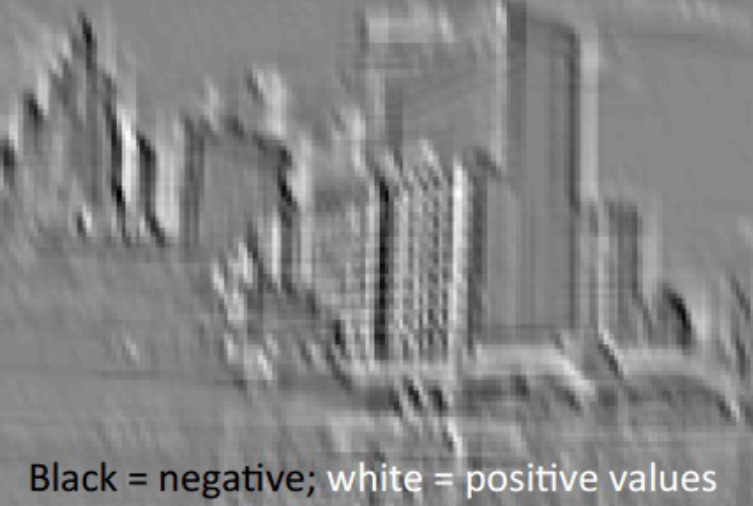 Black = negative; white = positive values